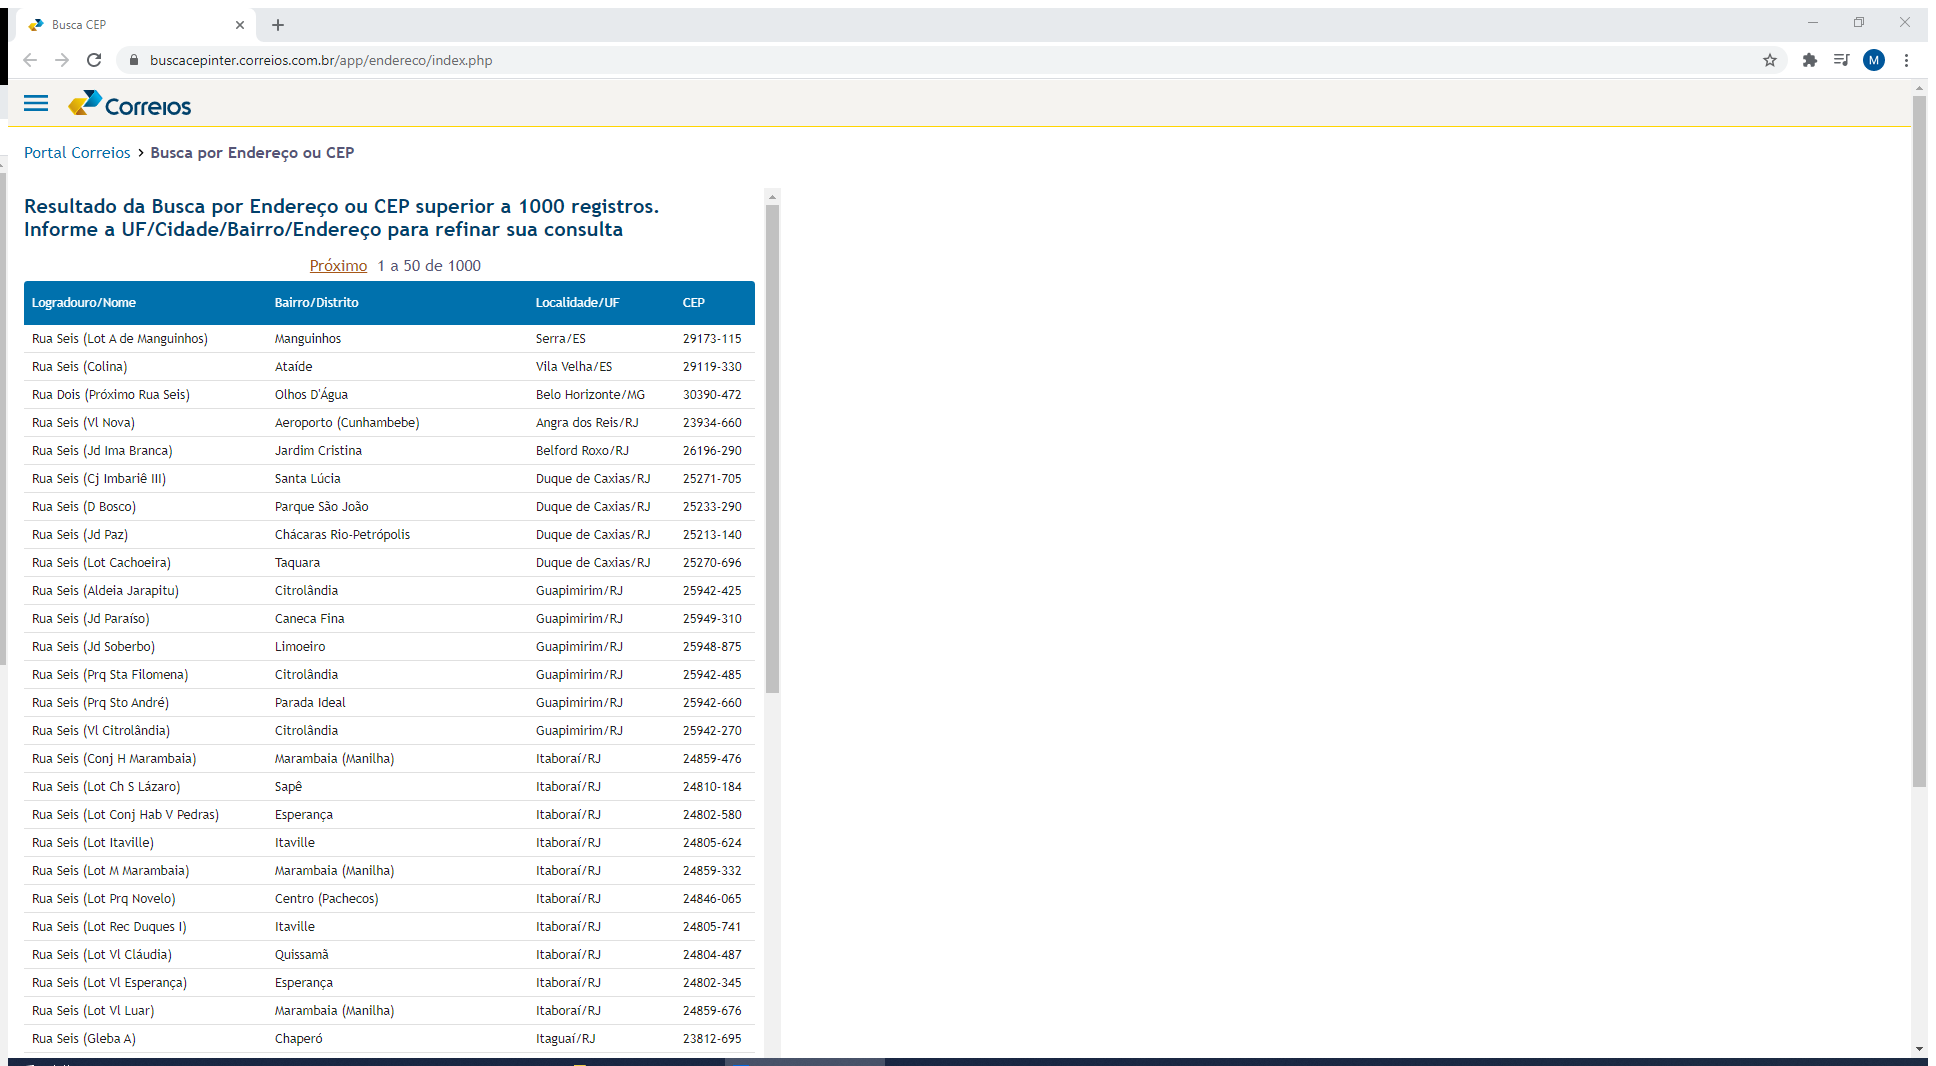 Busca CEP
buscacepinter.correios.com.br/app/endereco/index.php
M
Correios
Portal Correios > Busca por Endereço ou CEP
Resultado da Busca por Endereço ou CEP superior a 1000 registros.
Informe a UF/Cidade/Bairro/Endereço para refinar sua consulta
Próximo 1 a 50 de 1000
Logradouro/Nome Bairro/Distrito Localidade/UF CEP
Rua Seis (Lot A de Manguinhos) Manguinhos Serra/ES 29173-115
Rua Seis (Colina) Ataíde Vila Velha/ES 29119-330
Rua Dois (Próximo Rua Seis) Olhos D'Água Belo Horizonte/MG 30390-472
Rua Seis (Vl Nova) Aeroporto (Cunhambebe) Angra dos Reis/RJ 23934-660
Rua Seis (Jd Ima Branca) Jardim Cristina Belford Roxo/RJ 26196-290
Rua Seis (Cj Imbariê III) Santa Lúcia Duque de Caxias/RJ 25271-705
Rua Seis (D Bosco) Parque São João Duque de Caxias/RJ 25233-290
Rua Seis (Jd Paz) Chácaras Rio-Petrópolis Duque de Caxias/RJ 25213-140
Rua Seis (Lot Cachoeira) Taquara Duque de Caxias/RJ 25270-696
Rua Seis (Aldeia Jarapitu) Citrolândia Guapimirim/RJ 25942-425
Rua Seis (Jd Paraíso) Caneca Fina Guapimirim/RJ 25949-310
Rua Seis (Jd Soberbo) Limoeiro Guapimirim/RJ 25948-875
Rua Seis (Prq Sta Filomena) Citrolândia Guapimirim/RJ 25942-485
Rua Seis (Prq Sto André) Parada Ideal Guapimirim/RJ 25942-660
Rua Seis (Vl Citrolândia) Citrolândia Guapimirim/RJ 25942-270
Rua Seis (Conj H Marambaia) Marambaia (Manilha) Itaboraí/RJ 24859-476
Rua Seis (Lot Ch S Lázaro) Sapê Itaboraí/RJ 24810-184
Rua Seis (Lot Conj Hab V Pedras) Esperança Itaboraí/RJ 24802-580
Rua Seis (Lot Itaville) Itaville Itaboraí/RJ 24805-624
Rua Seis (Lot M Marambaia) Marambaia (Manilha) Itaboraí/RJ 24859-332
Rua Seis (Lot Prq Novelo) Centro (Pachecos) Itaboraí/RJ 24846-065
Rua Seis (Lot Rec Duques I) Itaville Itaboraí/RJ 24805-741
Rua Seis (Lot Vl Cláudia) Quissamã Itaboraí/RJ 24804-487
Rua Seis (Lot Vl Esperança) Esperança Itaboraí/RJ 24802-345
Rua Seis (Lot Vl Luar) Marambaia (Manilha) Itaboraí/RJ 24859-676
Rua Seis (Gleba A) Chaperó Itaguaí/RJ 23812-695